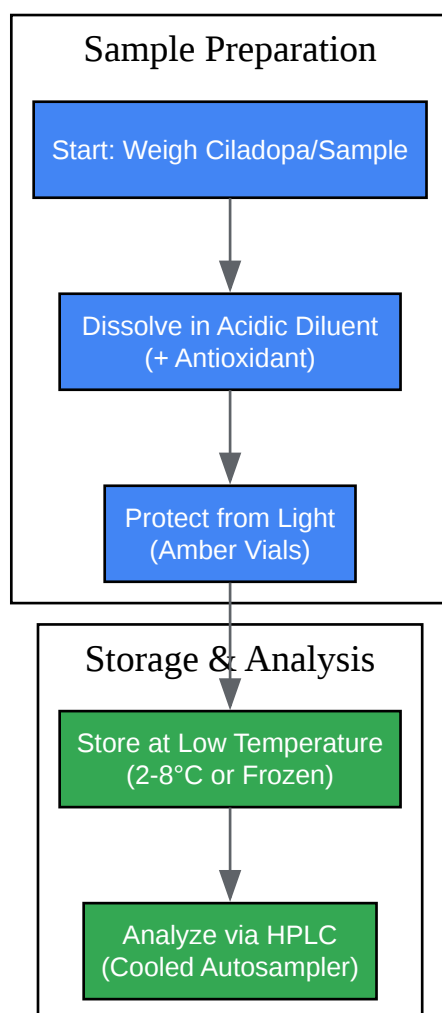 Sample Preparation
Start: Weigh Ciladopa/Sample
Dissolve in Acidic Diluent
(+ Antioxidant)
Protect from Light
(Amber Vials)
Storage & Analysis
Store at Low Temperature
(2-8°C or Frozen)
Analyze via HPLC
(Cooled Autosampler)